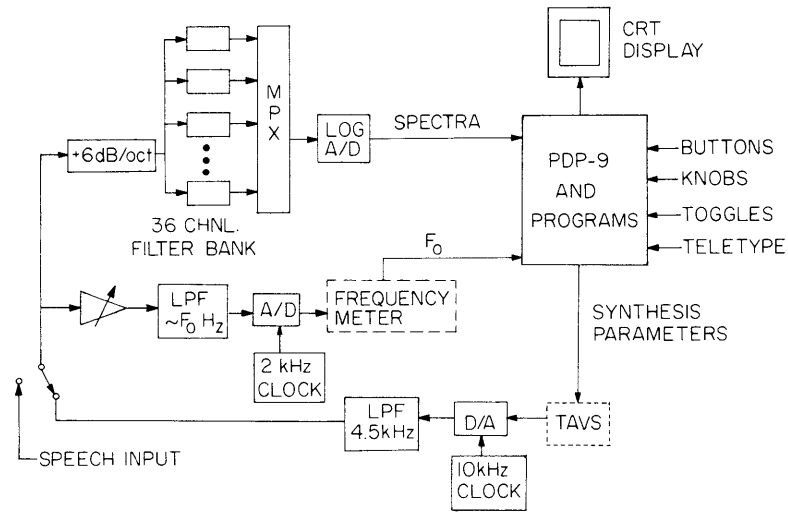 CRT
DISPLAY
MPX
+6dB/oct
LOG
A/D
SPECTRA
PDP-9
AND
PROGRAMS
BUTTONS
KNOBS
TOGGLES
TELETYPE
36 CHNL.
FILTER BANK
F0
LPF
~F0 Hz
A/D
FREQUENCY
METER
2 kHz
CLOCK
SYNTHESIS
PARAMETERS
LPF
4.5kHz
D/A
TAVS
10kHz
CLOCK
SPEECH INPUT